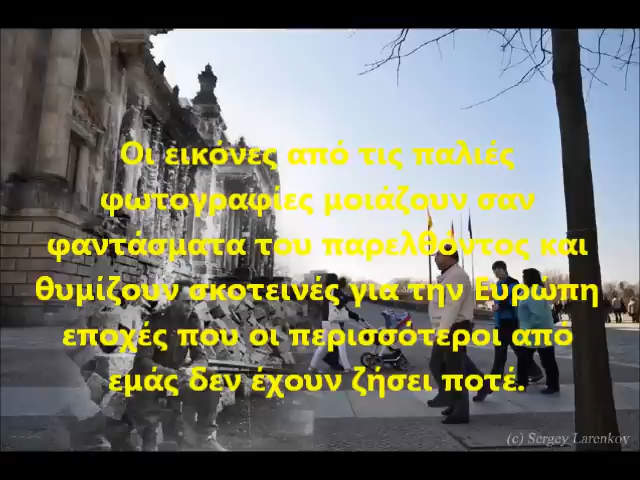 Οι εικόνες από τις παλιές
φωτογραφίες μοιάζουν σαν
φαντάσματα του παρελθόντος και
θυμίζουν σκοτεινές για την Ευρωπη
εποχές που οι περισσότεροι από
εμάς δεν έχουν ζήσει ποτέ.
(c) Sergey Larenkov